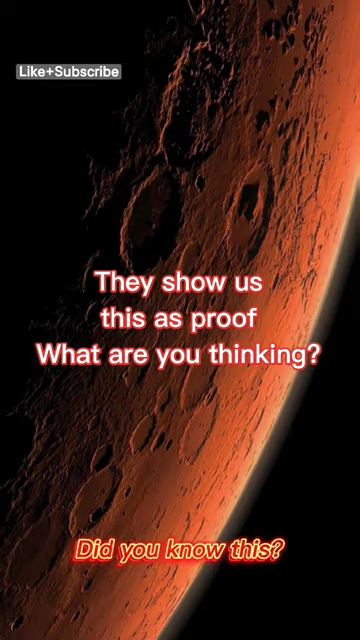 Like+Subscribe
They show us
this as proof
What are you thinking?
Did you know this?